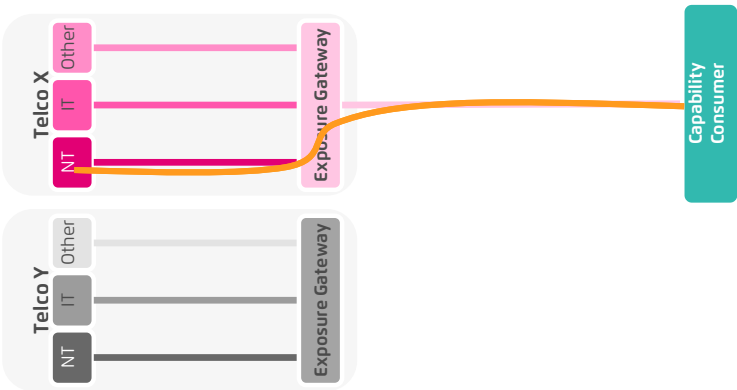 Telco X
Other
IT
NT
Exposure Gateway
Capability
Consumer
Telco Y
Other
IT
NT
Exposure Gateway